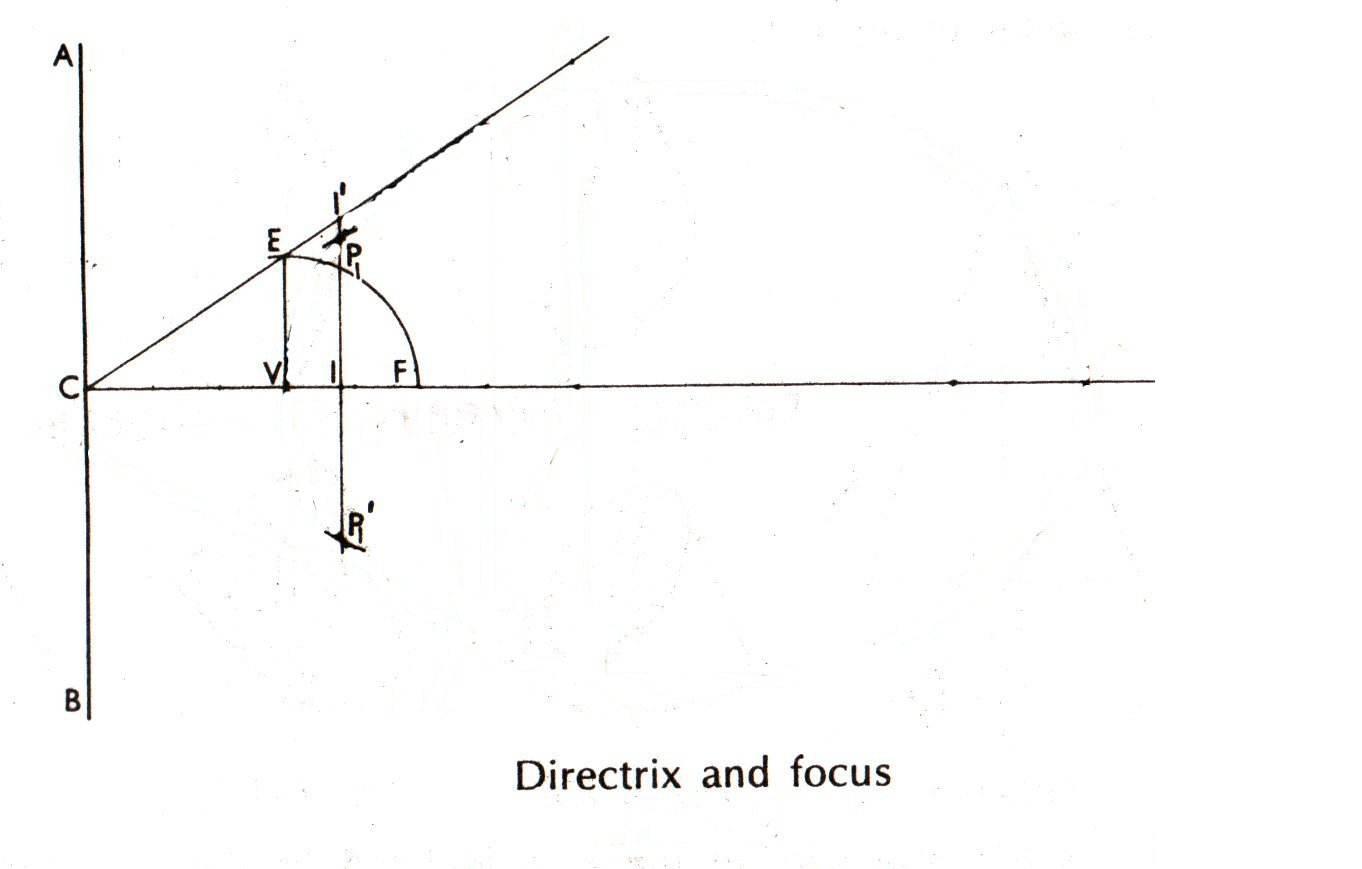 A
I'
E
P₁
V I F
C
P₁'
B
Directrix and focus